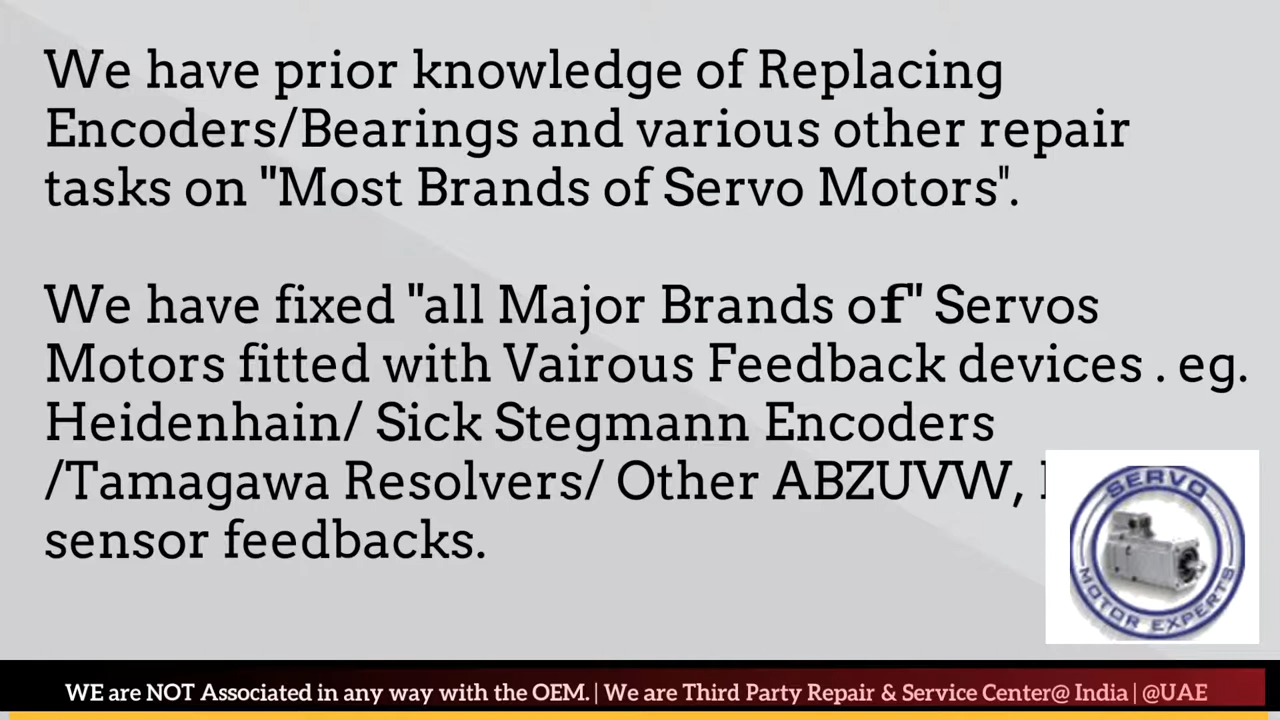 We have prior knowledge of Replacing
Encoders/Bearings and various other repair
tasks on "Most Brands of Servo Motors".
We have fixed "all Major Brands of" Servos
Motors fitted with Vairous Feedback devices . eg.
Heidenhain/ Sick Stegmann Encoders
/Tamagawa Resolvers/ Other ABZUVW,
sensor feedbacks.
SERVO
MOTOR EXPERTS
WE are NOT Associated in any way with the OEM. | We are Third Party Repair & Service Center@ India | @UAE